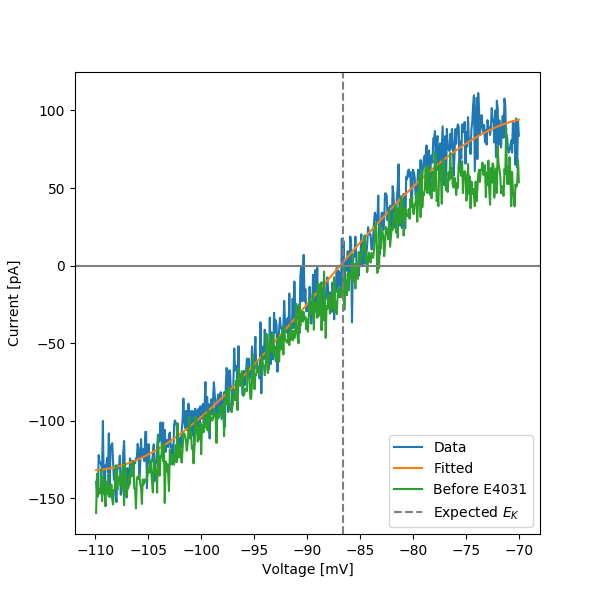 100
50
0
−50
−100
−150
Current [pA]
Data
Fitted
Before E4031
Expected E_K
−110 −105 −100 −95 −90 −85 −80 −75 −70
Voltage [mV]